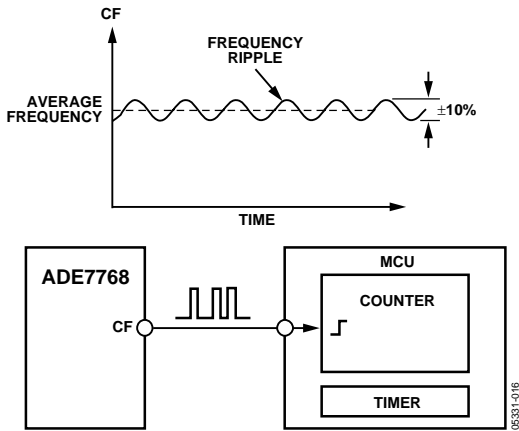 CF
FREQUENCY
RIPPLE
AVERAGE
FREQUENCY
±10%
TIME
ADE7768
CF
MCU
COUNTER
TIMER
05331-016